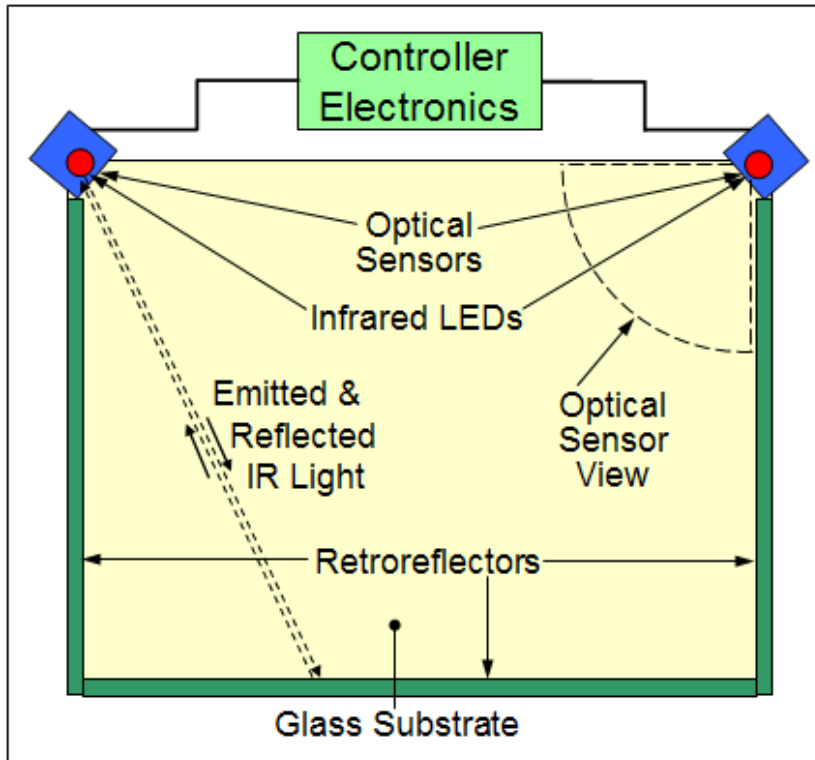 Controller
Electronics
Optical
Sensors
Infrared LEDs
Emitted &
Reflected
IR Light
Optical
Sensor
View
Retroreflectors
Glass Substrate